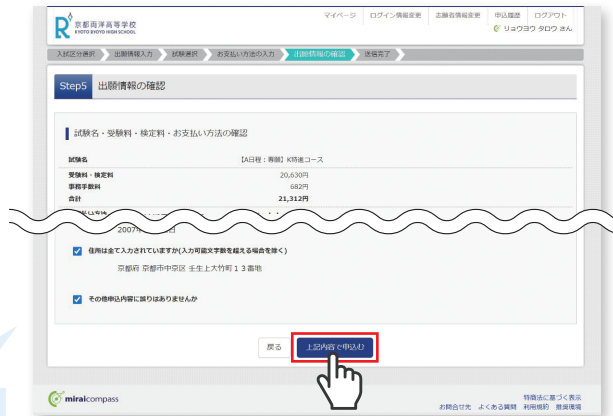 京都両洋高等学校
KYOTO RYOYO HIGH SCHOOL
マイページ ログイン情報変更 志願者情報変更 申込履歴 ログアウト
リョウヨウ タロウ さん
入試区分選択 出願情報入力 試験選択 お支払い方法の入力 出願情報の確認 送信完了
Step5 出願情報の確認
試験名・受験料・検定料・お支払い方法の確認
試験名 【A日程：専願】K特進コース
受験料・検定料 20,630円
事務手数料 682円
合計 21,312円
2007年
住所は全て入力されていますか(入力可能文字数を超える場合を除く)
京都府 京都市中京区 壬生上大竹町１３番地
その他申込内容に誤りはありませんか
戻る 上記内容で申込む
miraicompass
特商法に基づく表示
お問合せ先 よくある質問 利用規約 推奨環境